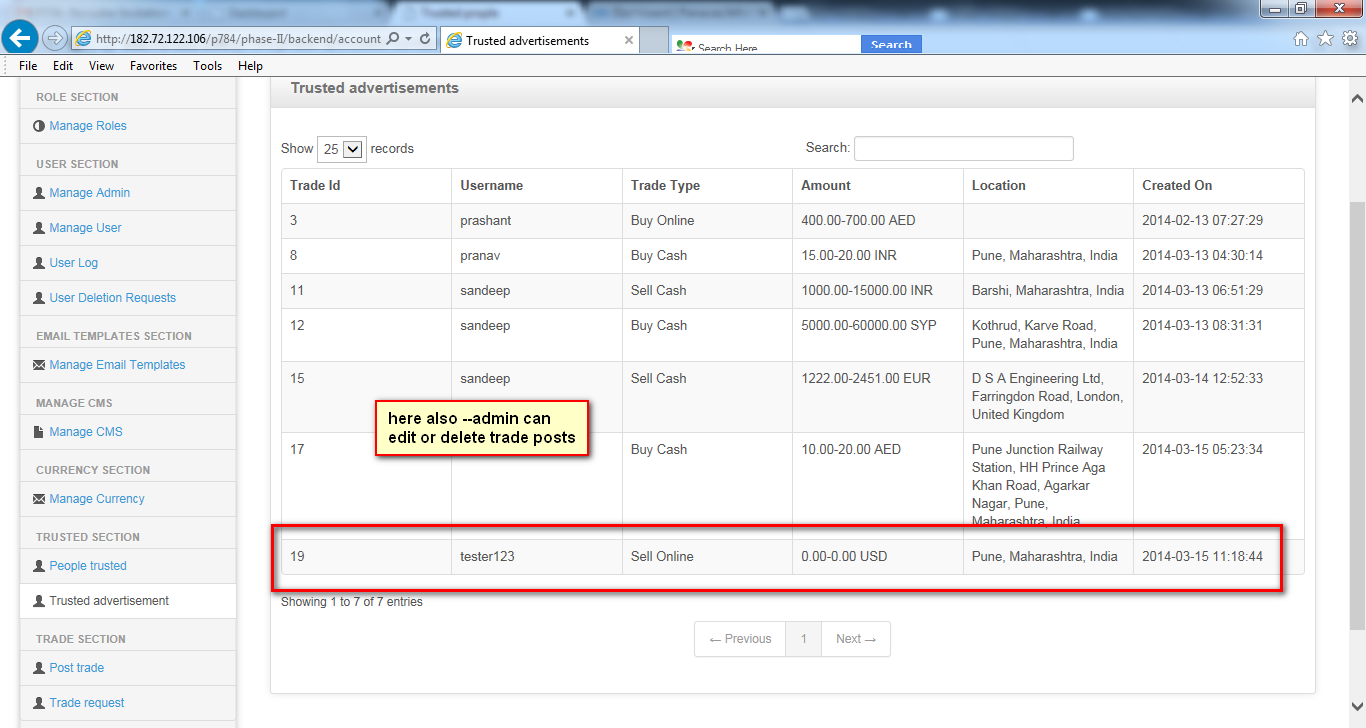 Trusted people
http://182.72.122.106/p784/phase-II/backend/account
Trusted advertisements
Search Here
Search
File Edit View Favorites Tools Help
ROLE SECTION
Manage Roles
USER SECTION
Manage Admin
Manage User
User Log
User Deletion Requests
EMAIL TEMPLATES SECTION
Manage Email Templates
MANAGE CMS
Manage CMS
CURRENCY SECTION
Manage Currency
TRUSTED SECTION
People trusted
Trusted advertisement
TRADE SECTION
Post trade
Trade request
Trusted advertisements
Show 25 records
Search:
Trade Id Username Trade Type Amount Location Created On
3 prashant Buy Online 400.00-700.00 AED 2014-02-13 07:27:29
8 pranav Buy Cash 15.00-20.00 INR Pune, Maharashtra, India 2014-03-13 04:30:14
11 sandeep Sell Cash 1000.00-15000.00 INR Barshi, Maharashtra, India 2014-03-13 06:51:29
12 sandeep Buy Cash 5000.00-60000.00 SYP Kothrud, Karve Road, 2014-03-13 08:31:31
Pune, Maharashtra, India
15 sandeep Sell Cash 1222.00-2451.00 EUR D S A Engineering Ltd, 2014-03-14 12:52:33
Farringdon Road, London,
United Kingdom
here also --admin can
edit or delete trade posts
17 Buy Cash 10.00-20.00 AED Pune Junction Railway 2014-03-15 05:23:34
Station, HH Prince Aga
Khan Road, Agarkar
Nagar, Pune,
Maharashtra, India
19 tester123 Sell Online 0.00-0.00 USD Pune, Maharashtra, India 2014-03-15 11:18:44
Showing 1 to 7 of 7 entries
← Previous 1 Next →